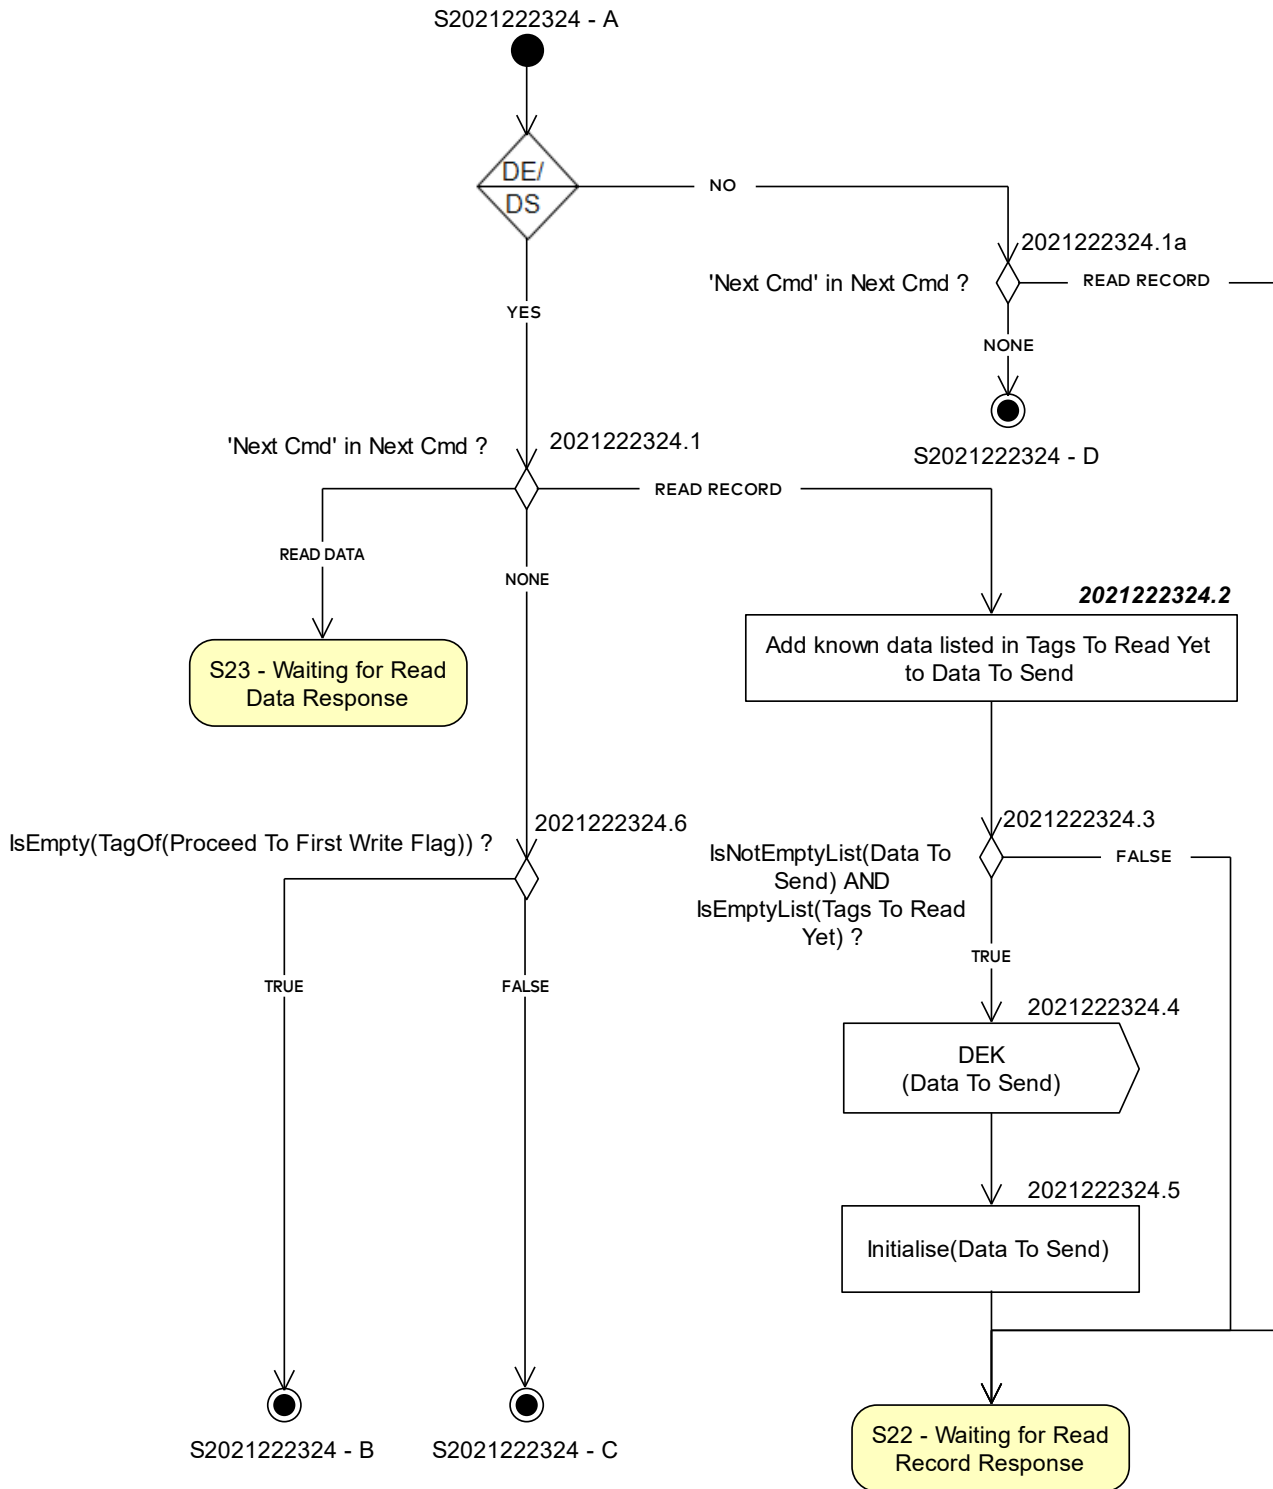 S2021222324 - A
DE/
DS
NO
2021222324.1a
'Next Cmd' in Next Cmd ?
READ RECORD
YES
NONE
S2021222324 - D
'Next Cmd' in Next Cmd ?
2021222324.1
READ RECORD
READ DATA
NONE
2021222324.2
Add known data listed in Tags To Read Yet
to Data To Send
S23 - Waiting for Read
Data Response
IsEmpty(TagOf(Proceed To First Write Flag)) ?
2021222324.6
2021222324.3
IsNotEmptyList(Data To
Send) AND
IsEmptyList(Tags To Read
Yet) ?
FALSE
TRUE
TRUE
FALSE
2021222324.4
DEK
(Data To Send)
2021222324.5
Initialise(Data To Send)
S2021222324 - B
S2021222324 - C
S22 - Waiting for Read
Record Response